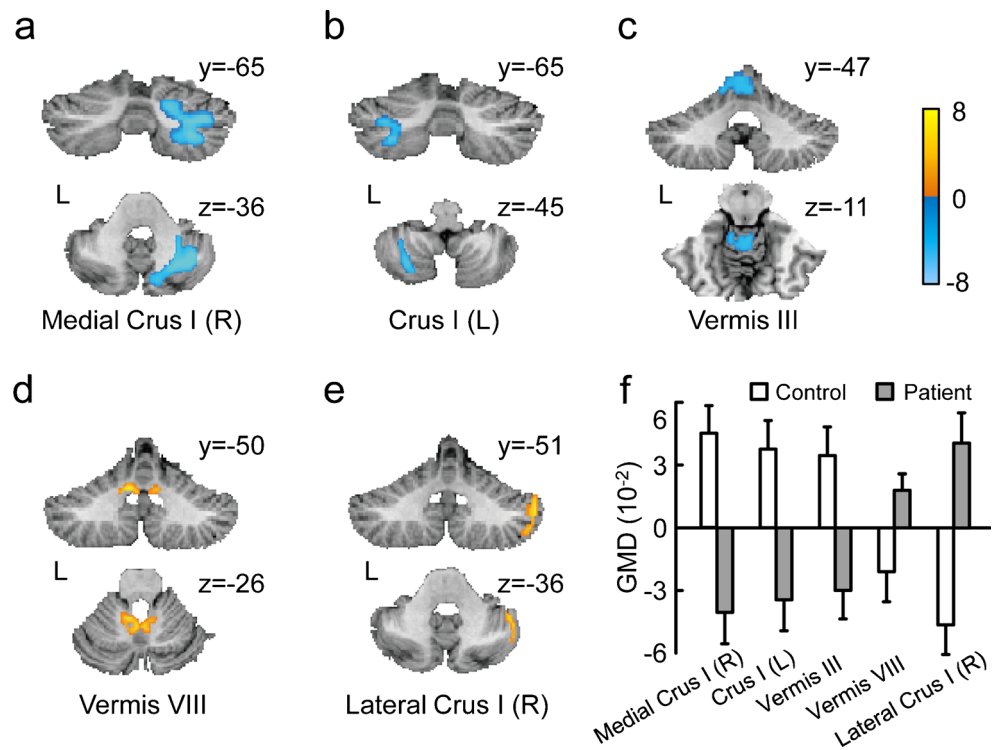 a
y=-65
L
z=-36
Medial Crus I (R)
b
y=-65
z=-45
Crus I (L)
c
y=-47
L
z=-11
Vermis III
8
0
-8
d
y=-50
L
z=-26
Vermis VIII
e
y=-51
L
z=-36
Lateral Crus I (R)
f
Control
Patient
GMD (10-2)
6
3
0
-3
-6
Medial Crus I (R)
Crus I (L)
Vermis III
Vermis VIII
Lateral Crus I (R)